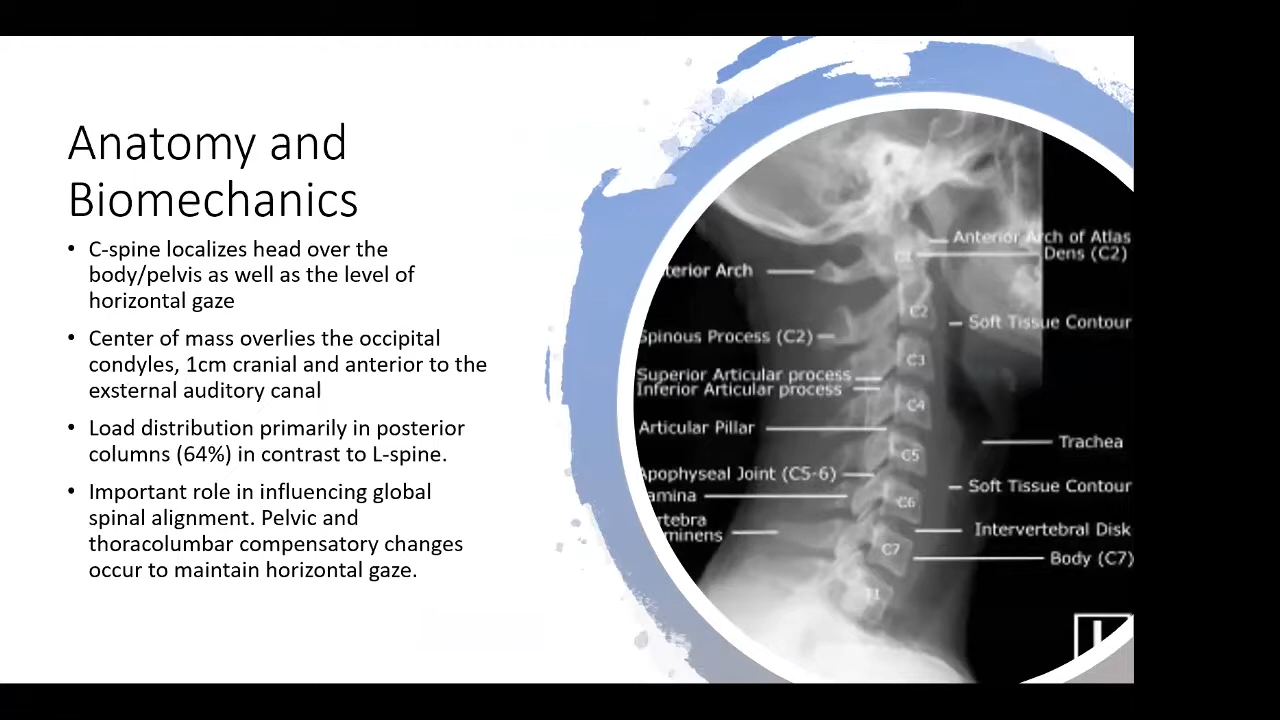 Anatomy and
Biomechanics
• C-spine localizes head over the
body/pelvis as well as the level of
horizontal gaze
• Center of mass overlies the occipital
condyles, 1cm cranial and anterior to the
exsternal auditory canal
• Load distribution primarily in posterior
columns (64%) in contrast to L-spine.
• Important role in influencing global
spinal alignment. Pelvic and
thoracolumbar compensatory changes
occur to maintain horizontal gaze.
terior Arch
Spinous Process (C2)
Superior Articular process
Inferior Articular process
Articular Pillar
Apophyseal Joint (C5-6)
amina
rtebra
minens
C1
C2
C3
C4
C5
C6
C7
T1
Anterior Arch of Atlas
Dens (C2)
Soft Tissue Contour
Trachea
Soft Tissue Contour
Intervertebral Disk
Body (C7)
L